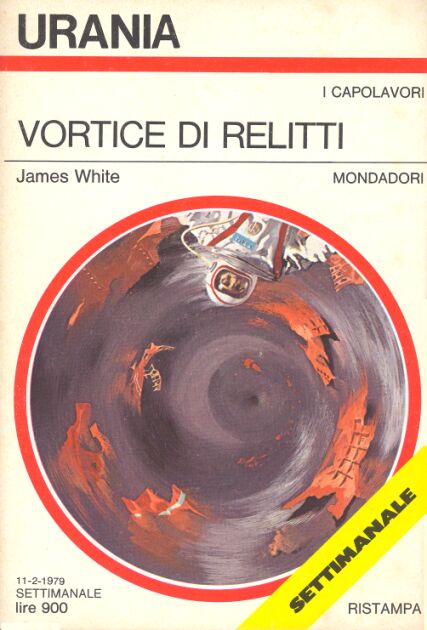 URANIA
I CAPOLAVORI
VORTICE DI RELITTI
James White
MONDADORI
SETTIMANALE
11-2-1979
SETTIMANALE
lire 900
RISTAMPA